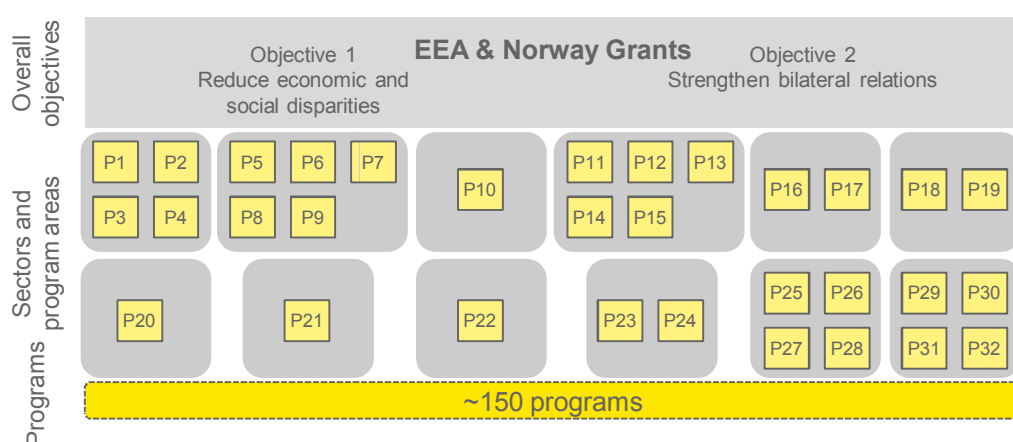 Overall
objectives
EEA & Norway Grants
Objective 1
Reduce economic and
social disparities
Objective 2
Strengthen bilateral relations
Sectors and
program areas
P1 P2
P3 P4
P5 P6 P7
P8 P9
P10
P11 P12 P13
P14 P15
P16 P17
P18 P19
P20
P21
P22
P23 P24
P25 P26
P27 P28
P29 P30
P31 P32
Programs
~150 programs